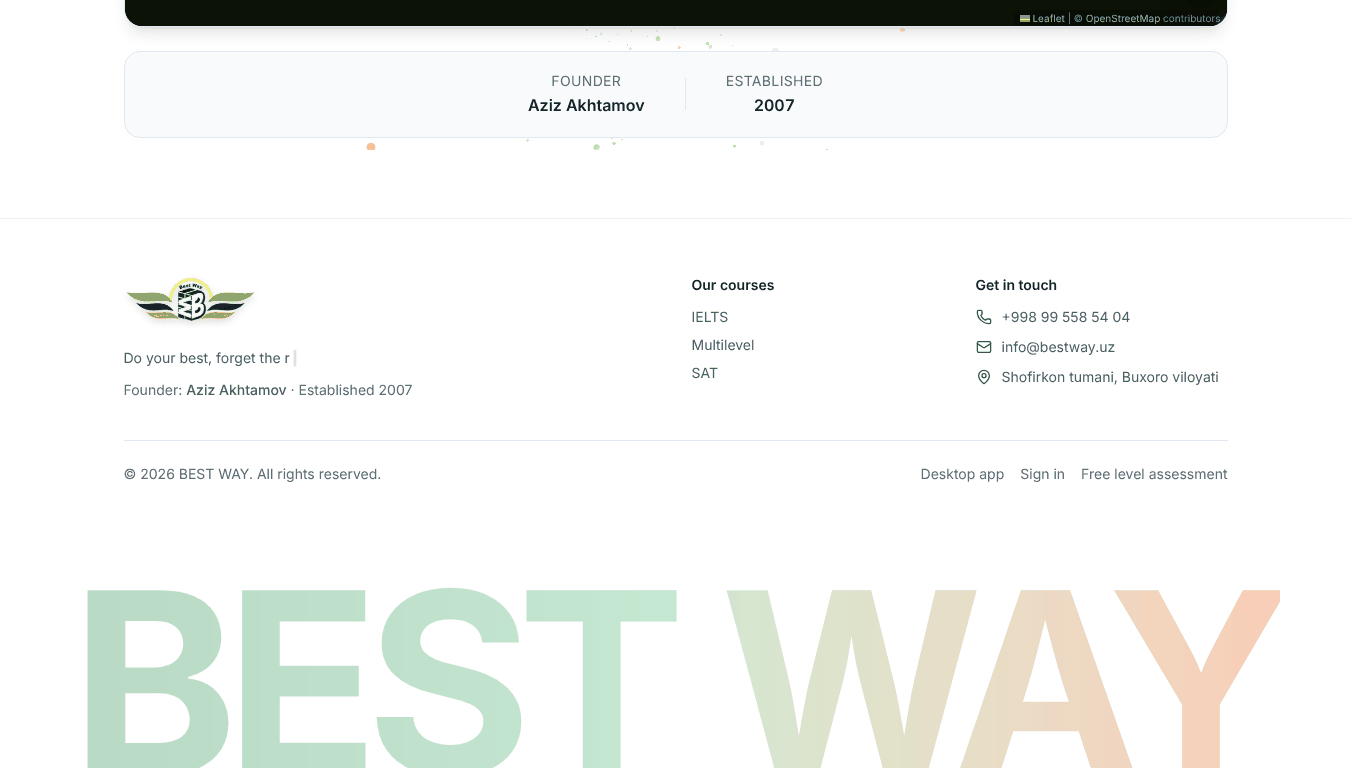 Leaflet | © OpenStreetMap contributors
FOUNDER
Aziz Akhtamov
ESTABLISHED
2007
Best Way
Do your best, forget the r
Founder: Aziz Akhtamov · Established 2007
Our courses
IELTS
Multilevel
SAT
Get in touch
+998 99 558 54 04
info@bestway.uz
Shofirkon tumani, Buxoro viloyati
© 2026 BEST WAY. All rights reserved.
Desktop app Sign in Free level assessment
BEST WAY